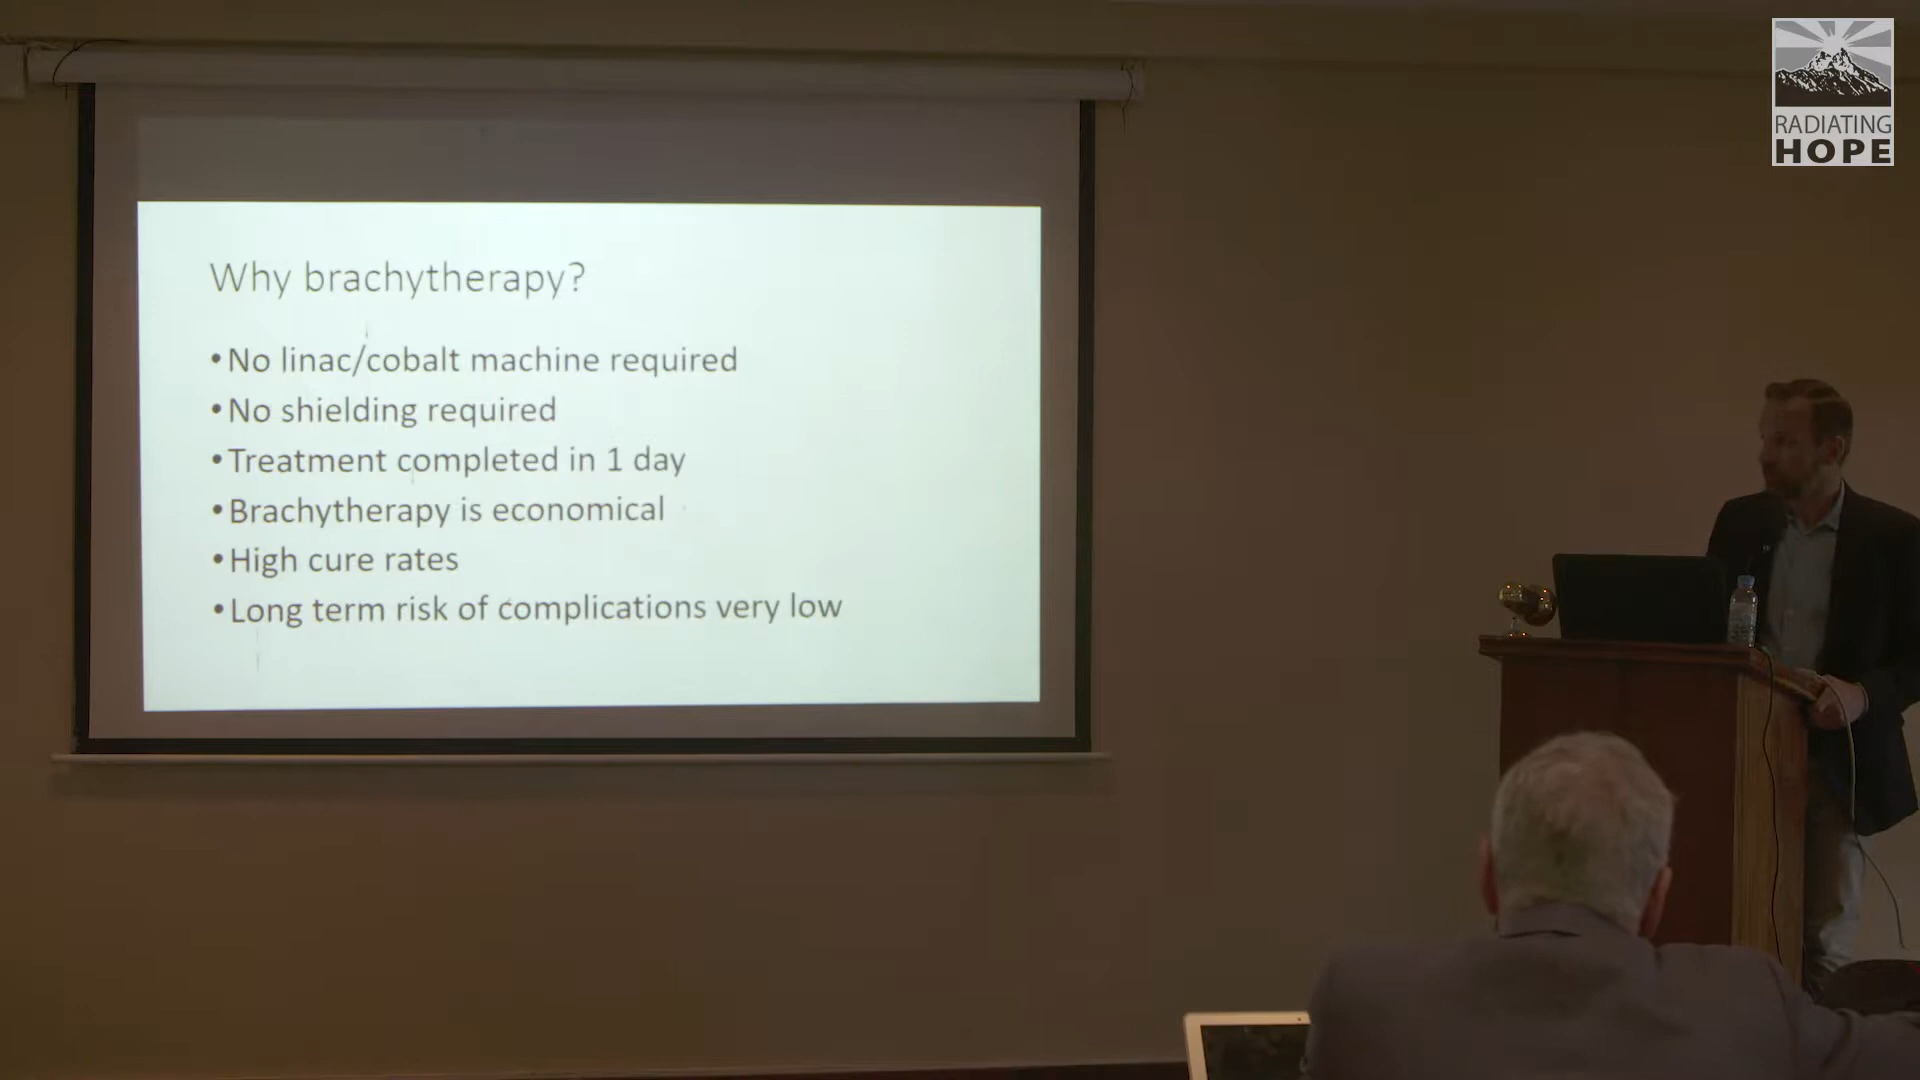 RADIATING
HOPE
Why brachytherapy?
•No linac/cobalt machine required
•No shielding required
•Treatment completed in 1 day
•Brachytherapy is economical
•High cure rates
•Long term risk of complications very low